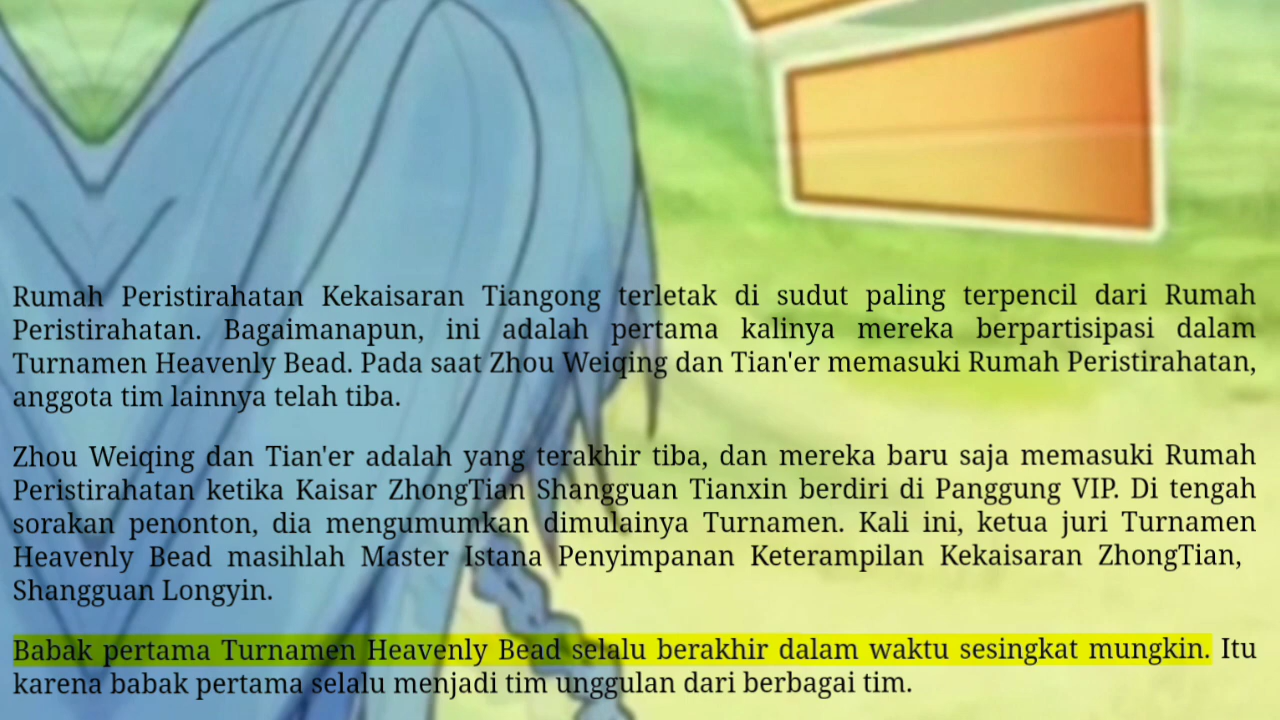 Rumah Peristirahatan Kekaisaran Tiangong terletak di sudut paling terpencil dari Rumah
Peristirahatan. Bagaimanapun, ini adalah pertama kalinya mereka berpartisipasi dalam
Turnamen Heavenly Bead. Pada saat Zhou Weiqing dan Tian'er memasuki Rumah Peristirahatan,
anggota tim lainnya telah tiba.
Zhou Weiqing dan Tian'er adalah yang terakhir tiba, dan mereka baru saja memasuki Rumah
Peristirahatan ketika Kaisar ZhongTian Shangguan Tianxin berdiri di Panggung VIP. Di tengah
sorakan penonton, dia mengumumkan dimulainya Turnamen. Kali ini, ketua juri Turnamen
Heavenly Bead masihlah Master Istana Penyimpanan Keterampilan Kekaisaran ZhongTian,
Shangguan Longyin.
Babak pertama Turnamen Heavenly Bead selalu berakhir dalam waktu sesingkat mungkin. Itu
karena babak pertama selalu menjadi tim unggulan dari berbagai tim.